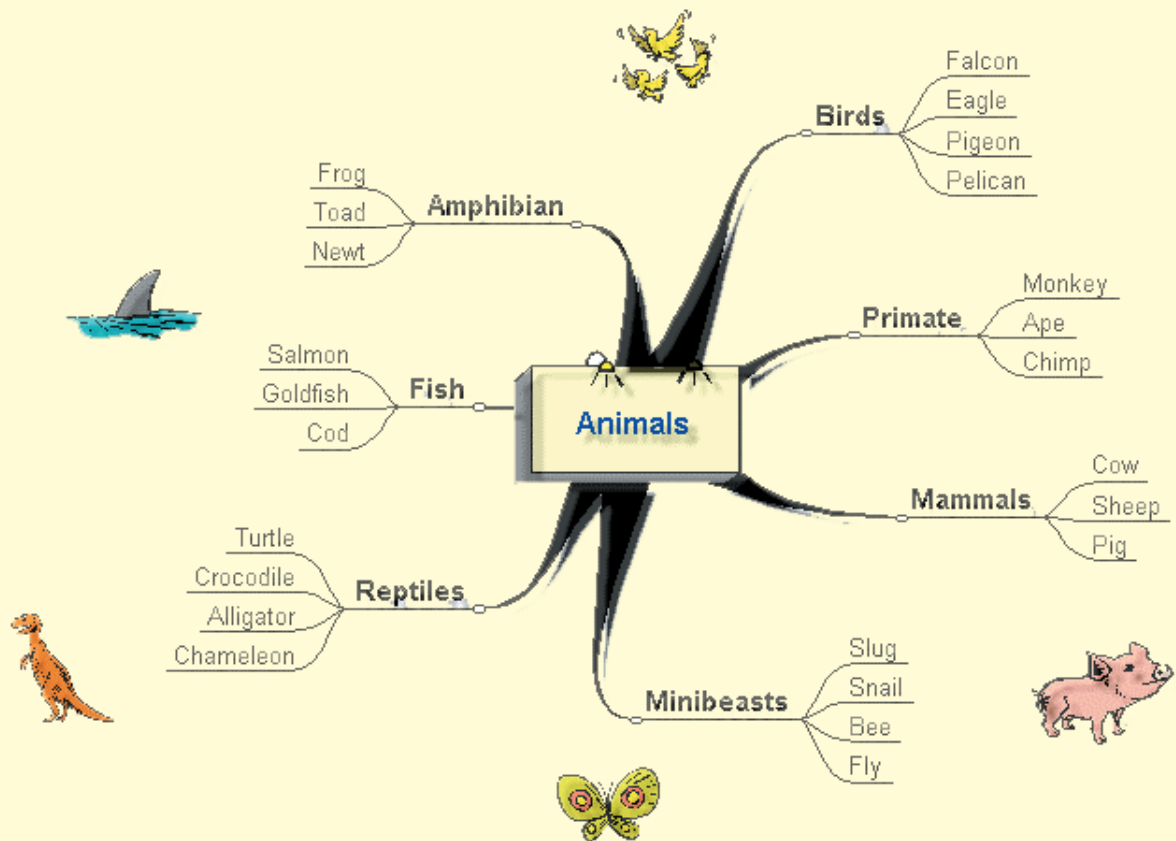 Animals
Birds
Falcon
Eagle
Pigeon
Pelican
Primate
Monkey
Ape
Chimp
Mammals
Cow
Sheep
Pig
Minibeasts
Slug
Snail
Bee
Fly
Reptiles
Turtle
Crocodile
Alligator
Chameleon
Fish
Salmon
Goldfish
Cod
Amphibian
Frog
Toad
Newt